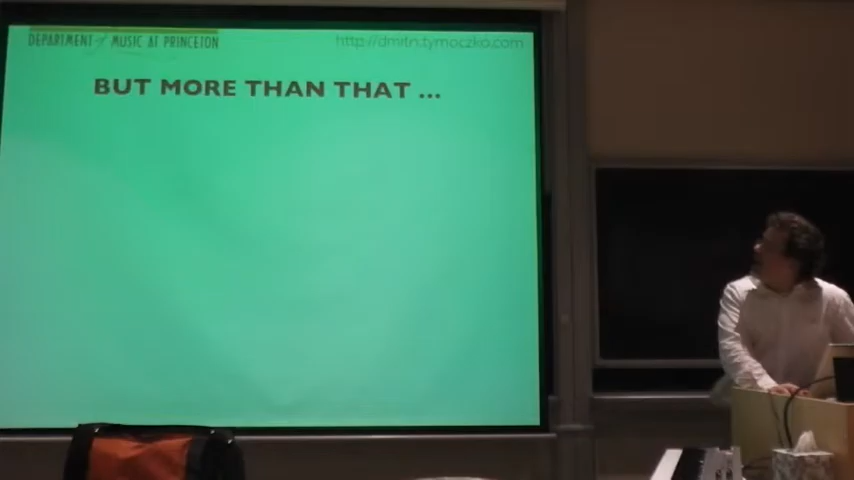 DEPARTMENT of MUSIC AT PRINCETON
http://dmitri.tymoczko.com
BUT MORE THAN THAT ...